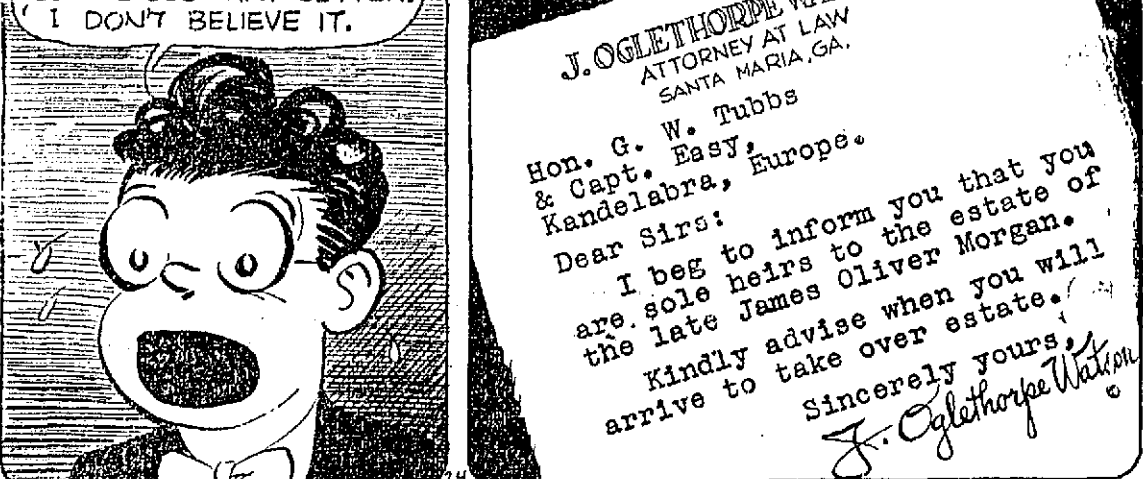 I DON'T BELIEVE IT.
J. OGLETHORPE
ATTORNEY AT LAW
SANTA MARIA, GA.
Hon. G. W. Tubbs
& Capt. Easy,
Kandelabra, Europe.
Dear Sirs:
I beg to inform you that you
are sole heirs to the estate of
the late James Oliver Morgan.
Kindly advise when you will
arrive to take over estate.
Sincerely yours,
J. Oglethorpe Watson
24